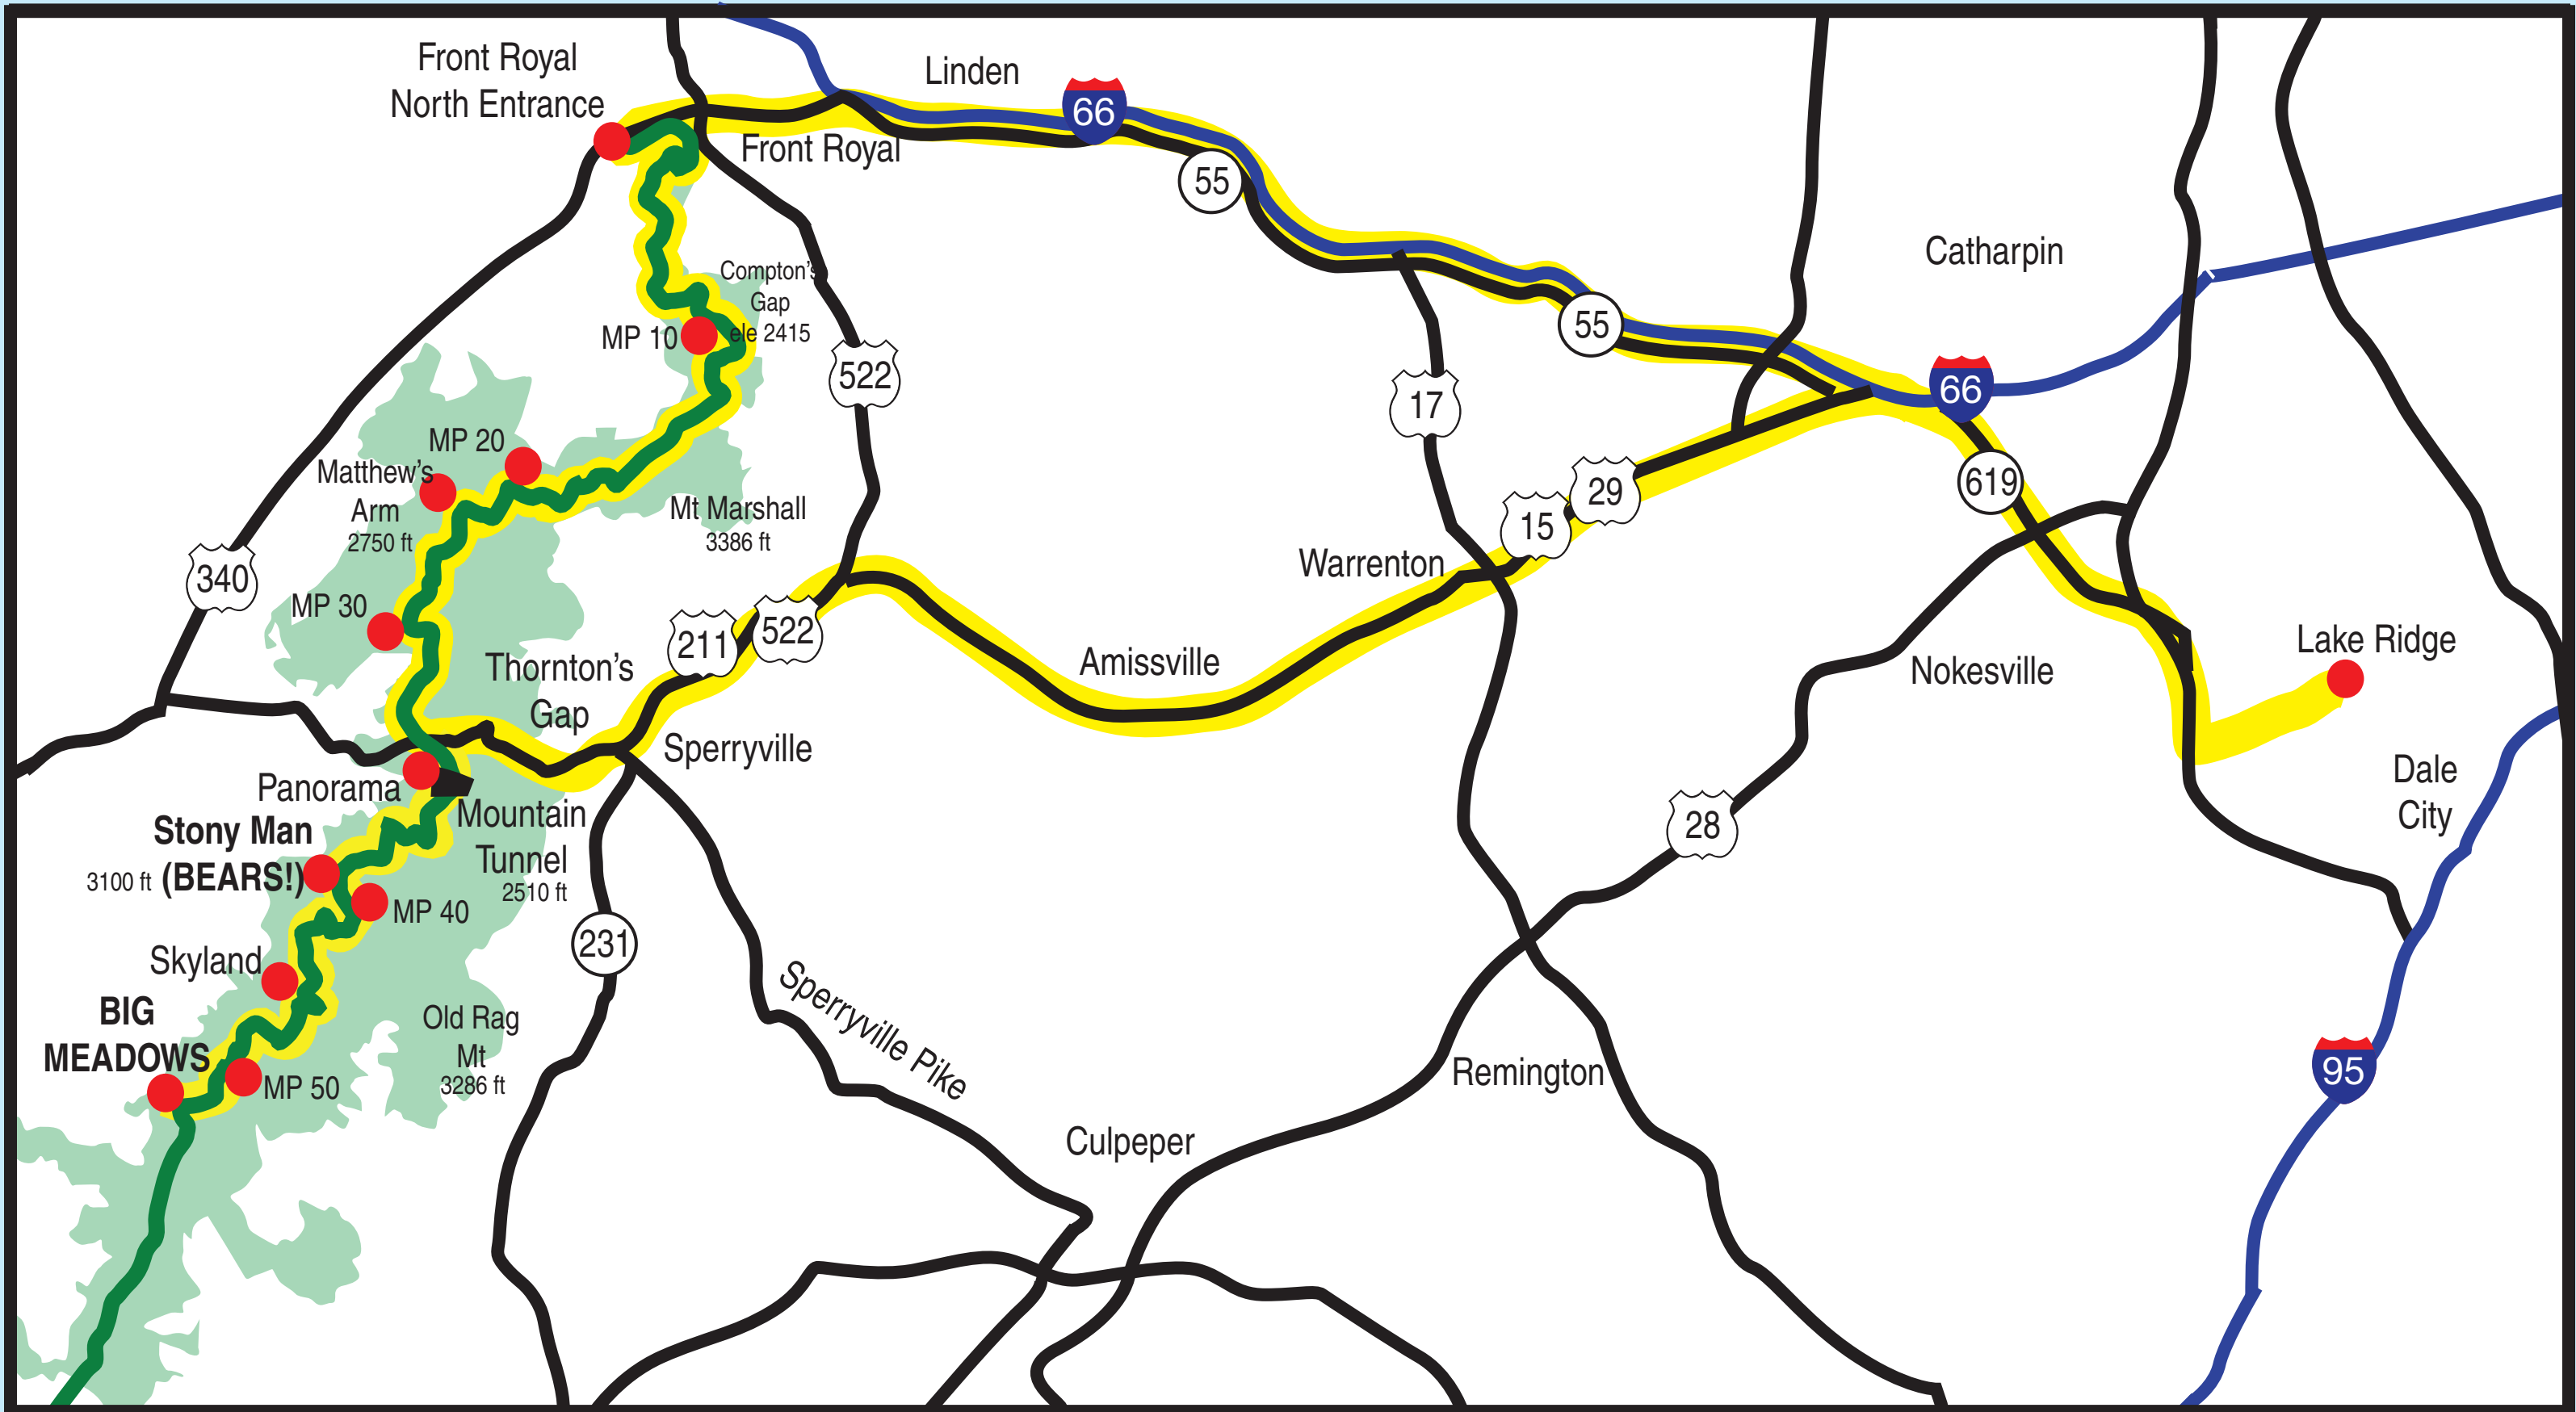 Front Royal
North Entrance
Linden
66
Front Royal
55
Catharpin
Compton's
Gap
ele 2415
MP 10
55
522
17
66
MP 20
Matthew's
Arm
2750 ft
Mt Marshall
3386 ft
29
15
619
Warrenton
340
MP 30
211
522
Thornton's
Gap
Amissville
Lake Ridge
Nokesville
Sperryville
Panorama
Mountain
Tunnel
2510 ft
Dale
City
Stony Man
3100 ft (BEARS!)
28
MP 40
231
Skyland
Sperryville Pike
BIG
MEADOWS
Old Rag
Mt
3286 ft
MP 50
Remington
95
Culpeper